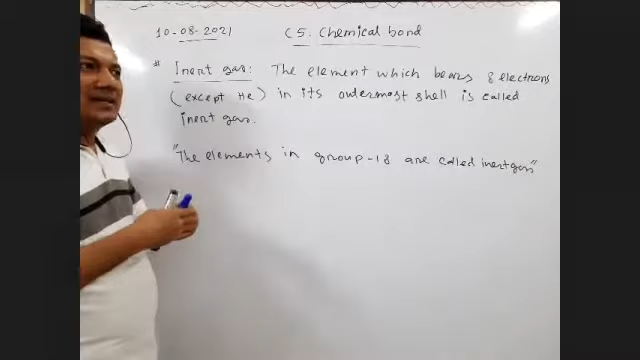 10-08-2021 C5. Chemical bond
# Inert gas: The element which bears 8 electrons
(except He) in its outermost shell is called
inert gas.
"The elements in group-18 are called inert gas"